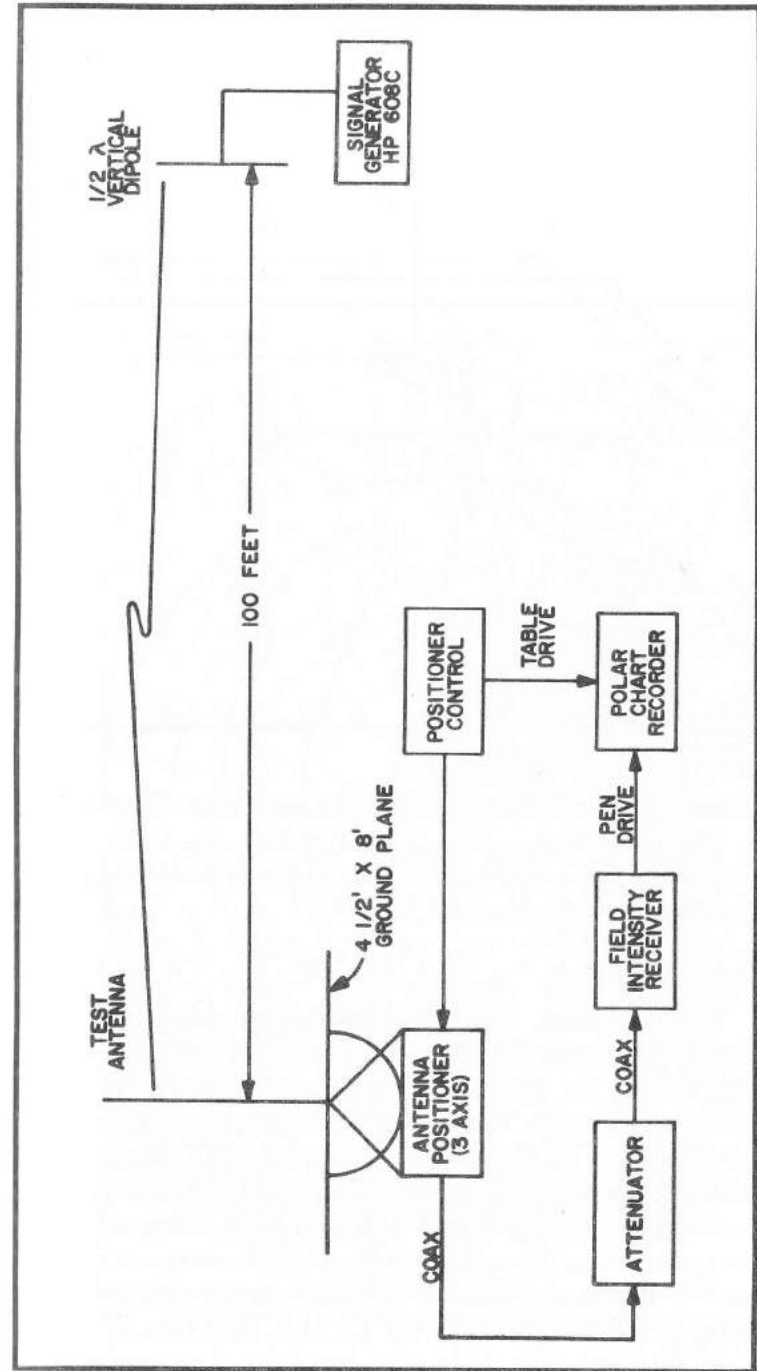 TEST
ANTENNA
1/2 λ
VERTICAL
DIPOLE
100 FEET
SIGNAL
GENERATOR
HP 608C
4 1/2' X 8'
GROUND PLANE
ANTENNA
POSITIONER
(3 AXIS)
POSITIONER
CONTROL
TABLE
DRIVE
COAX
ATTENUATOR
COAX
FIELD
INTENSITY
RECEIVER
PEN
DRIVE
POLAR
CHART
RECORDER